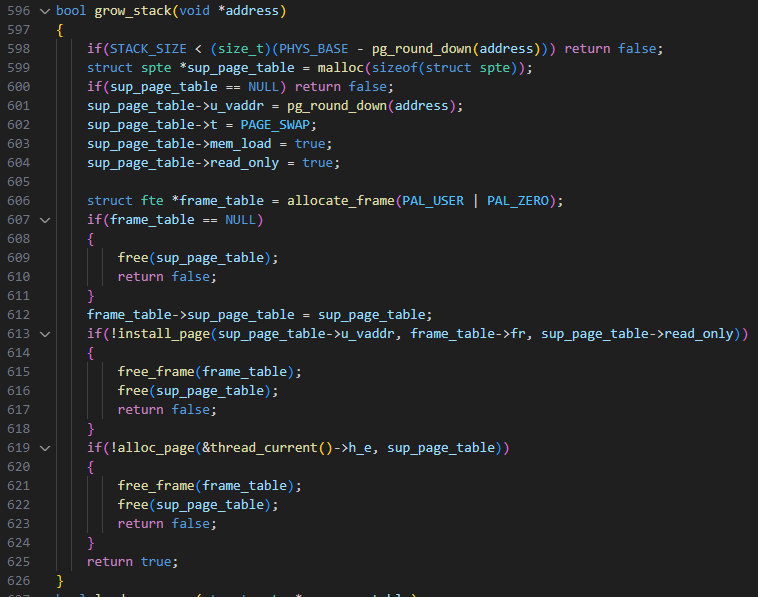 596 bool grow_stack(void *address)
597 {
598 if(STACK_SIZE < (size_t)(PHYS_BASE - pg_round_down(address))) return false;
599 struct spte *sup_page_table = malloc(sizeof(struct spte));
600 if(sup_page_table == NULL) return false;
601 sup_page_table->u_vaddr = pg_round_down(address);
602 sup_page_table->t = PAGE_SWAP;
603 sup_page_table->mem_load = true;
604 sup_page_table->read_only = true;
605
606 struct fte *frame_table = allocate_frame(PAL_USER | PAL_ZERO);
607 if(frame_table == NULL)
608 {
609 free(sup_page_table);
610 return false;
611 }
612 frame_table->sup_page_table = sup_page_table;
613 if(!install_page(sup_page_table->u_vaddr, frame_table->fr, sup_page_table->read_only))
614 {
615 free_frame(frame_table);
616 free(sup_page_table);
617 return false;
618 }
619 if(!alloc_page(&thread_current()->h_e, sup_page_table))
620 {
621 free_frame(frame_table);
622 free(sup_page_table);
623 return false;
624 }
625 return true;
626 }